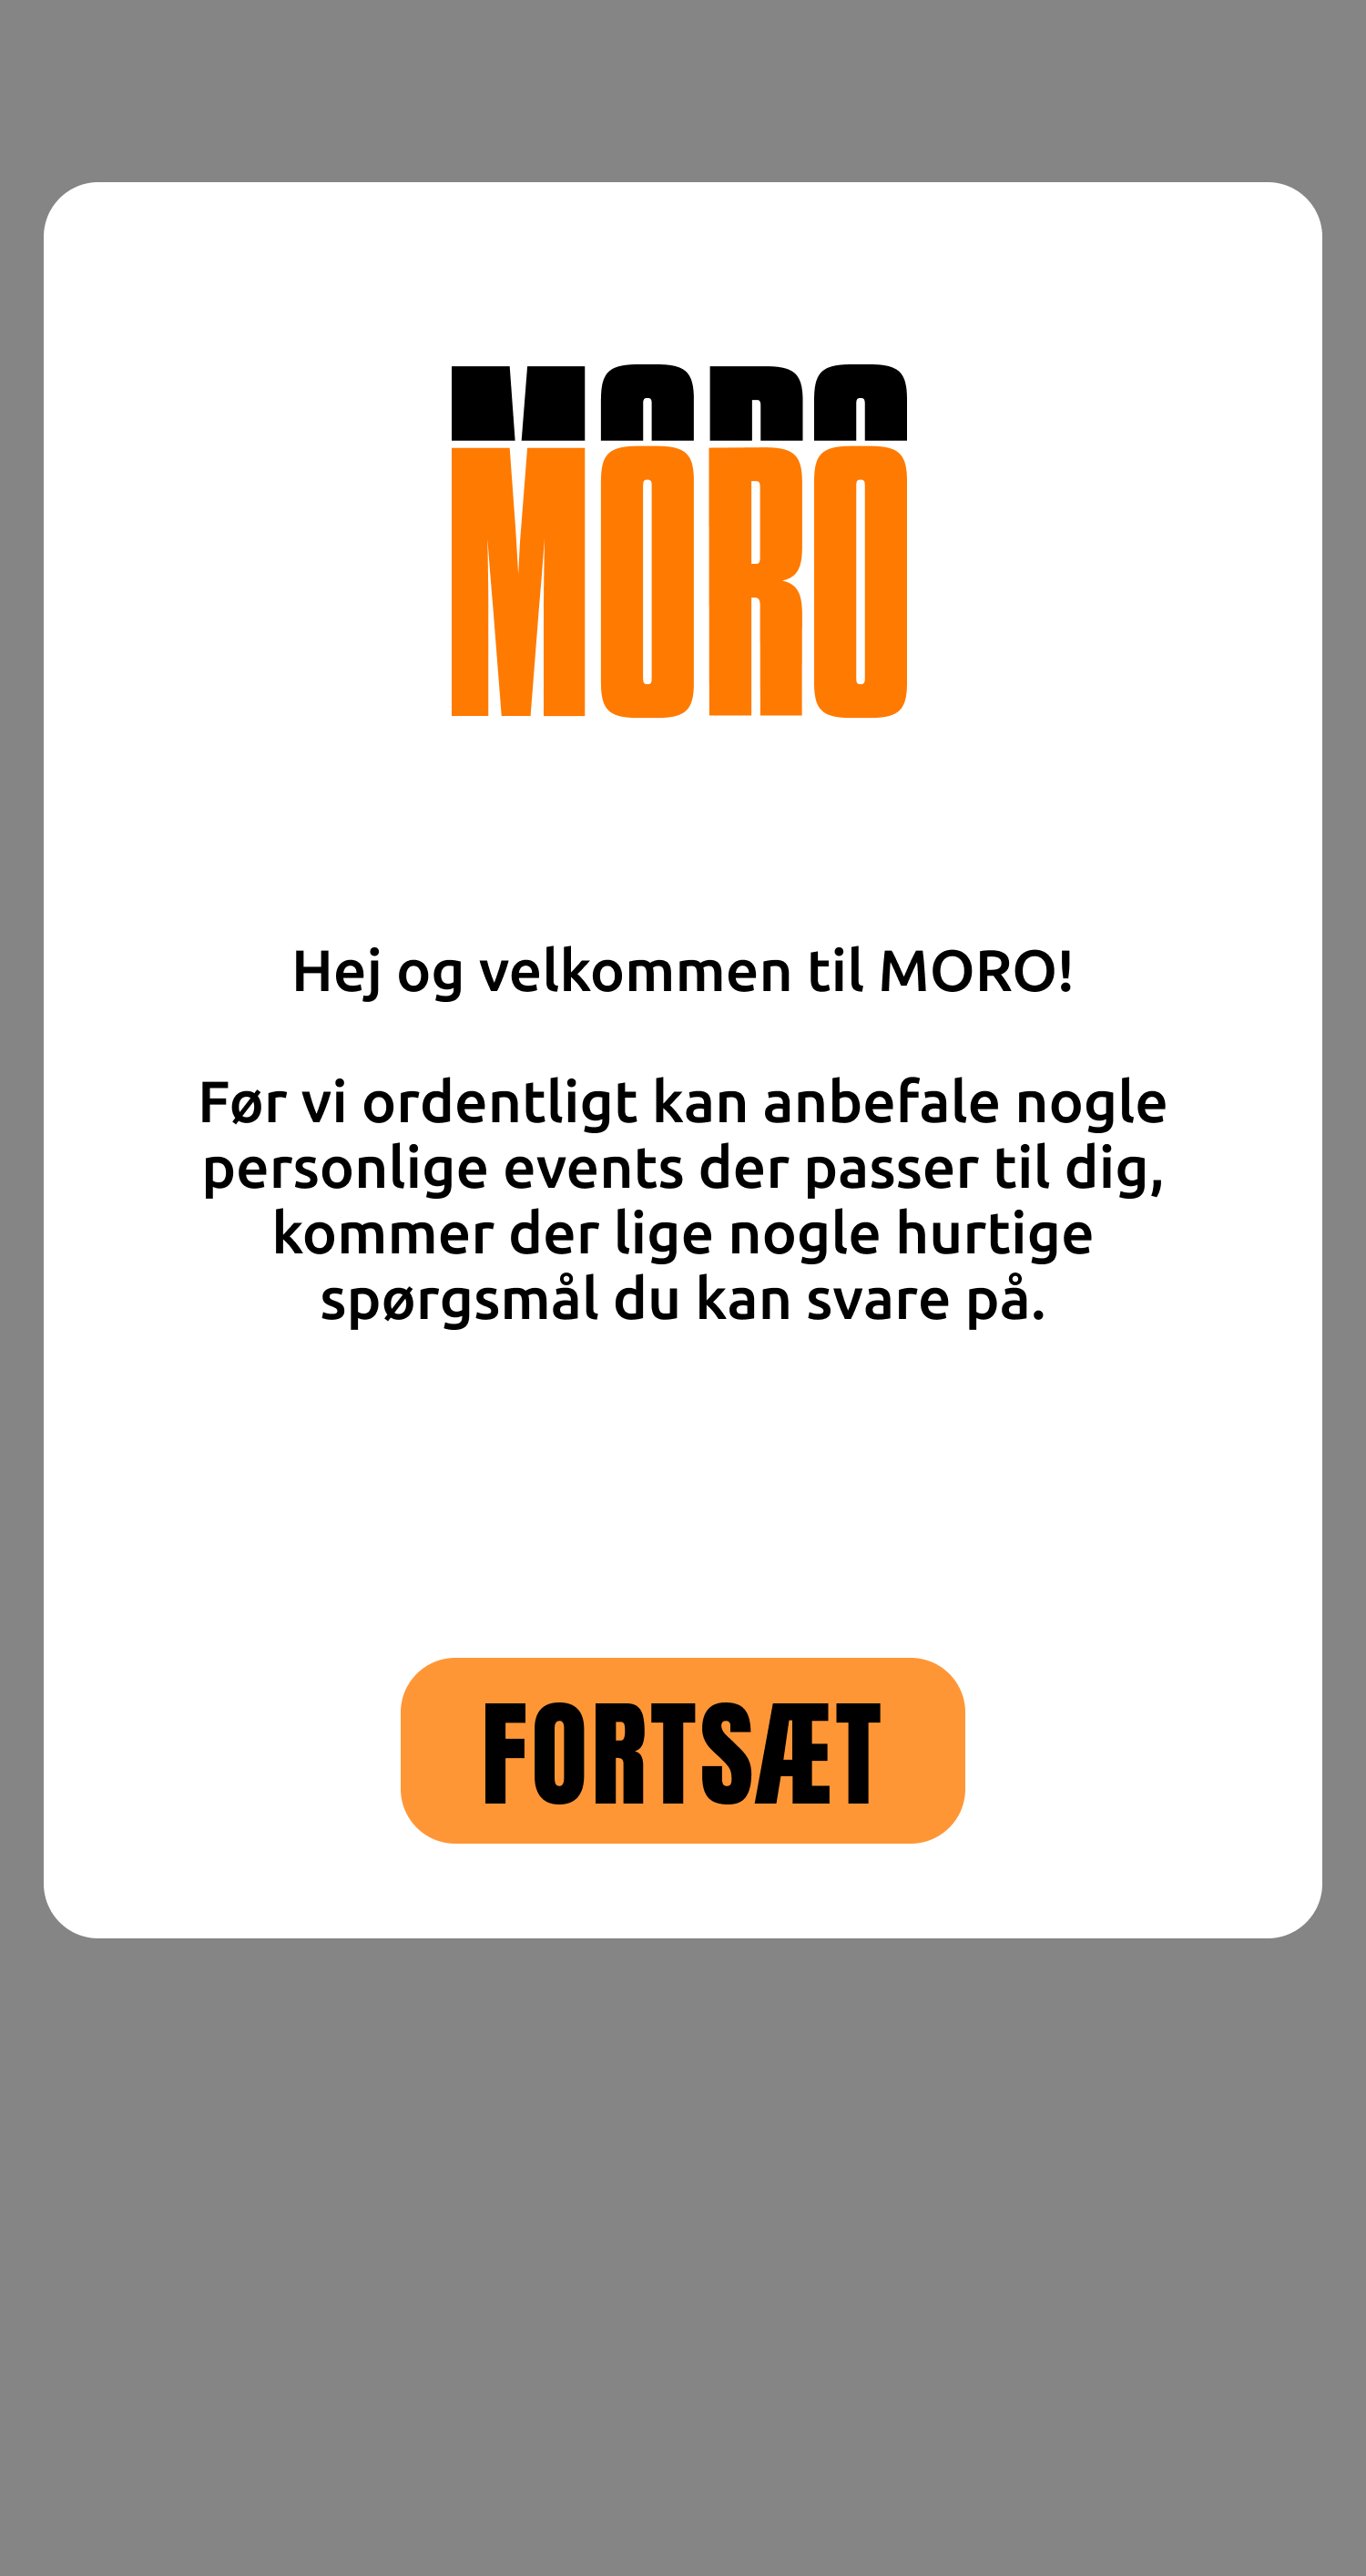 MORO
MORO
Hej og velkommen til MORO!
Før vi ordentligt kan anbefale nogle
personlige events der passer til dig,
kommer der lige nogle hurtige
spørgsmål du kan svare på.
FORTSÆT